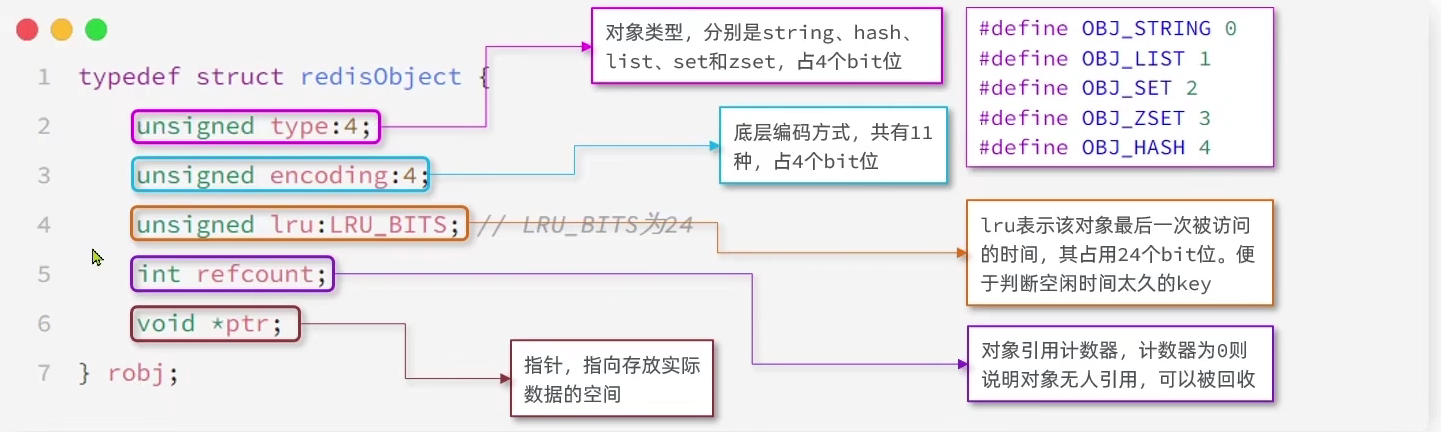 1 typedef struct redisObject {
2 unsigned type:4;
3 unsigned encoding:4;
4 unsigned lru:LRU_BITS; // LRU_BITS为24
5 int refcount;
6 void *ptr;
7 } robj;
对象类型，分别是string、hash、
list、set和zset，占4个bit位
#define OBJ_STRING 0
#define OBJ_LIST 1
#define OBJ_SET 2
#define OBJ_ZSET 3
#define OBJ_HASH 4
底层编码方式，共有11
种，占4个bit位
lru表示该对象最后一次被访问
的时间，其占用24个bit位。便
于判断空闲时间太久的key
对象引用计数器，计数器为0则
说明对象无人引用，可以被回收
指针，指向存放实际
数据的空间